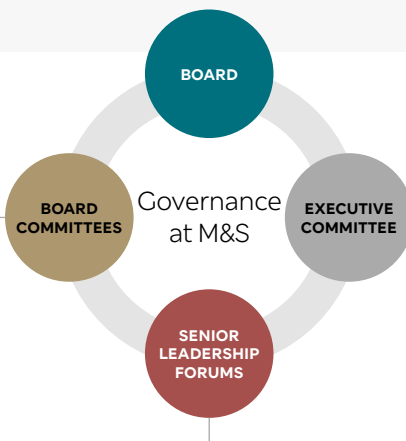 BOARD
BOARD
COMMITTEES
Governance
at M&S
EXECUTIVE
COMMITTEE
SENIOR
LEADERSHIP
FORUMS